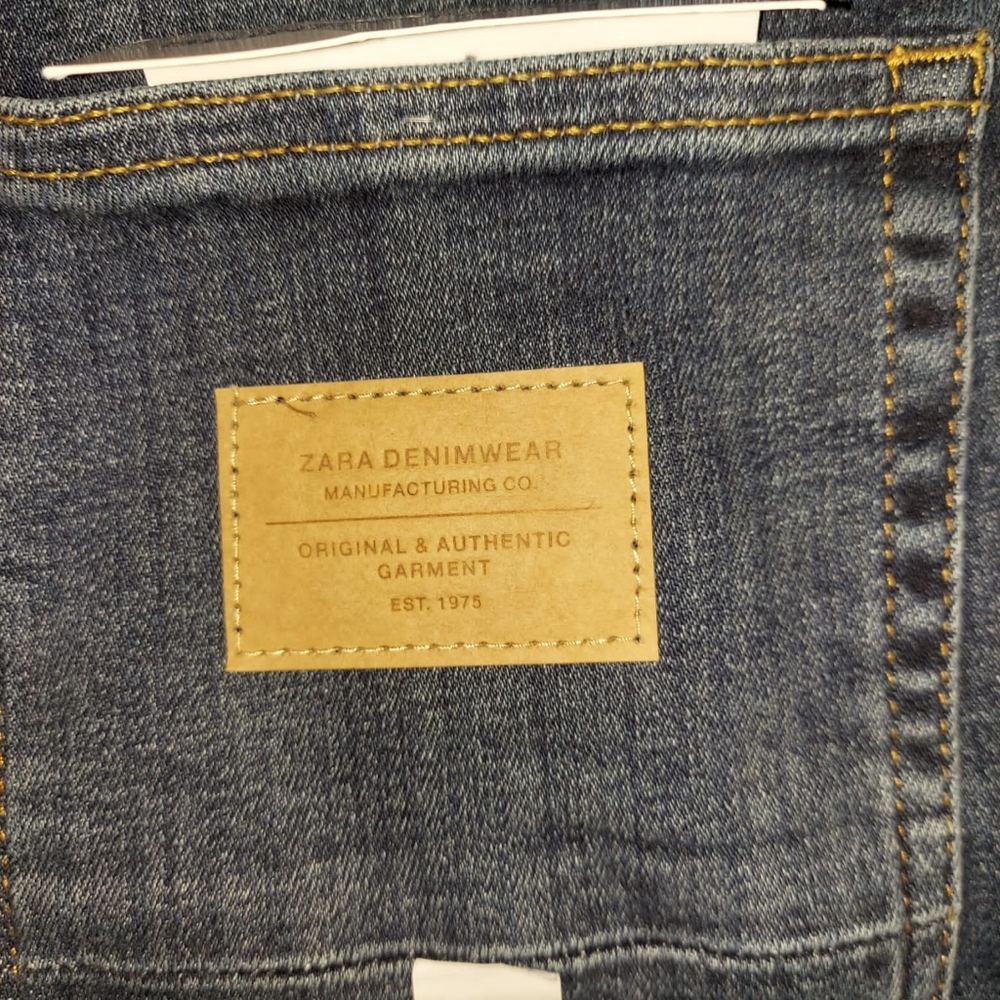 ZARA DENIMWEAR
MANUFACTURING CO.
ORIGINAL & AUTHENTIC
GARMENT
EST. 1975